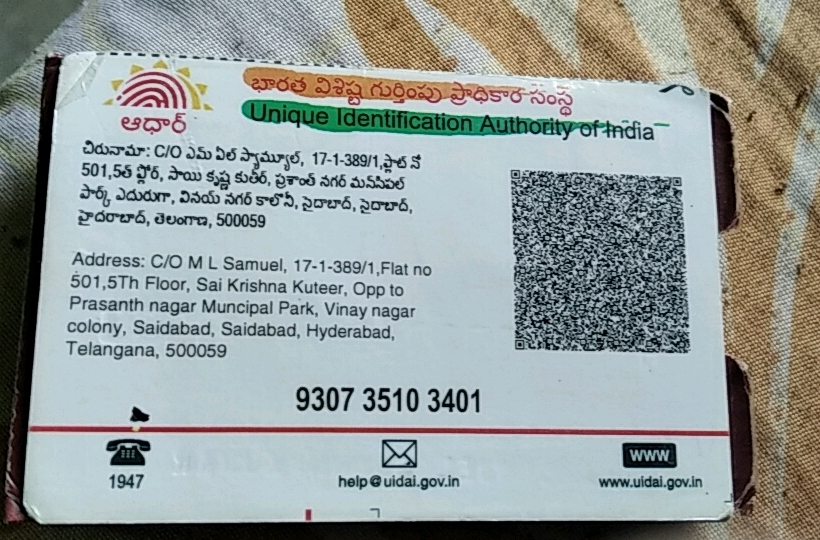 భారత విశిష్ట గుర్తింపు ప్రాధికార సంస్థ
Unique Identification Authority of India
ఆధార్
చిరునామా: C/O ఎమ్ ఏల్ స్యామ్యూల్, 17-1-389/1,ఫ్లాట్ నో
501,5త్ ఫ్లోర్, సాయి కృష్ణ కుతీర్, ప్రశాంత్ నగర్ మన్సిపల్
పార్క్ ఎదురుగా, వినయ్ నగర్ కాలోనీ, సైదాబాద్, సైదాబాద్,
హైదరాబాద్, తెలంగాణ, 500059
Address: C/O M L Samuel, 17-1-389/1,Flat no
501,5Th Floor, Sai Krishna Kuteer, Opp to
Prasanth nagar Muncipal Park, Vinay nagar
colony, Saidabad, Saidabad, Hyderabad,
Telangana, 500059
9307 3510 3401
1947
help@uidai.gov.in
WWW
www.uidai.gov.in